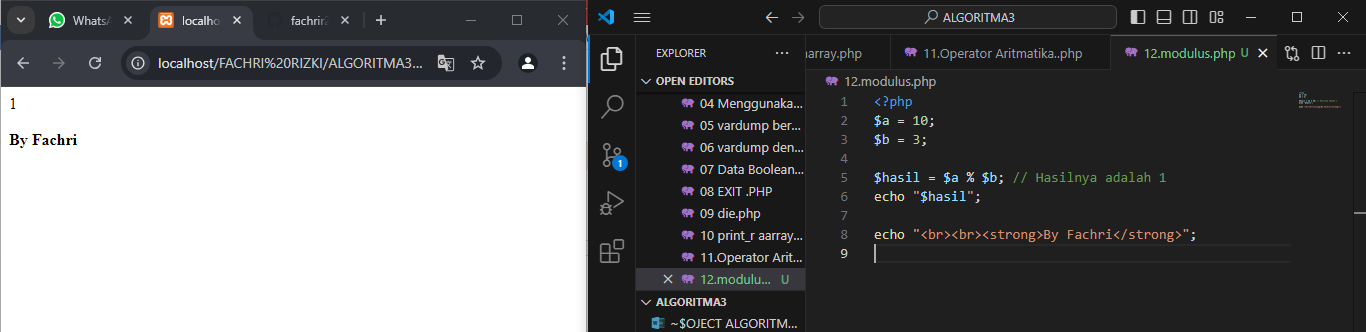 WhatsA
localho
fachriri
localhost/FACHRI%20RIZKI/ALGORITMA3...
1
By Fachri
ALGORITMA3
EXPLORER
OPEN EDITORS
04 Menggunaka...
05 vardump ber...
06 vardump den...
07 Data Boolean...
08 EXIT .PHP
09 die.php
10 print_r aarray...
11.Operator Arit...
12.modulu... U
ALGORITMA3
~$OJECT ALGORITM...
1
array.php
11.Operator Aritmatika..php
12.modulus.php U
12.modulus.php
1 <?php
2 $a = 10;
3 $b = 3;
4
5 $hasil = $a % $b; // Hasilnya adalah 1
6 echo "$hasil";
7
8 echo "<br><br><strong>By Fachri</strong>";
9